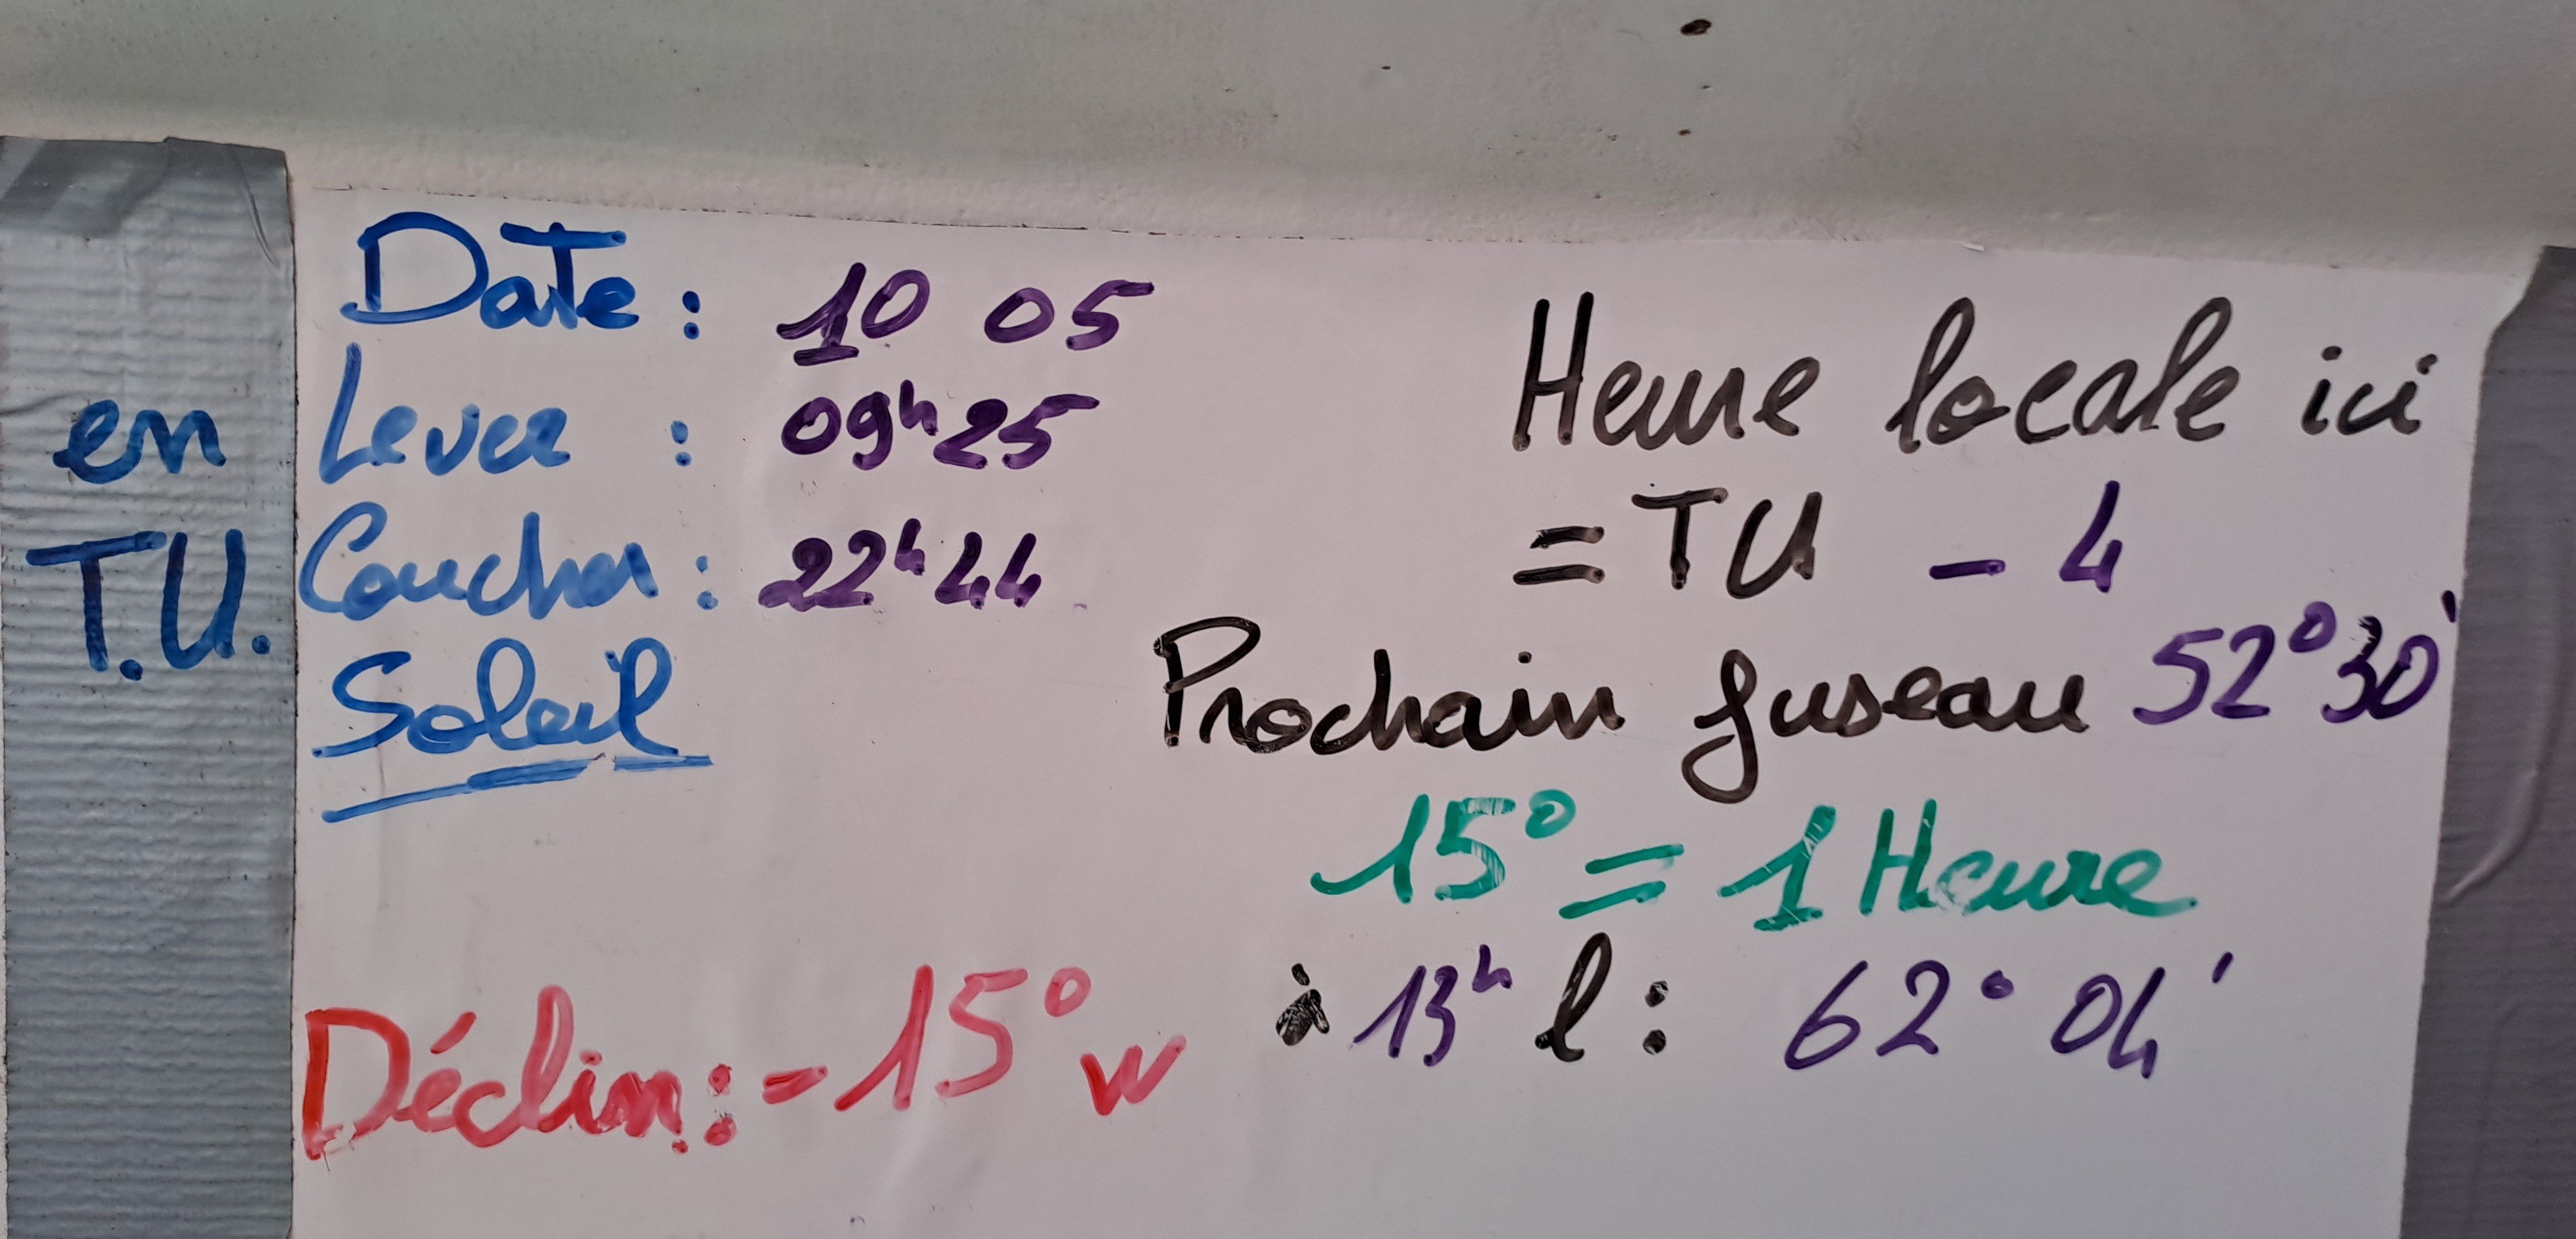 Date : 10 05
en Lever : 09h25
T.U. Coucher : 22h44
Soleil
Déclin : -15° W
Heure locale ici
= TU - 4
Prochain fuseau 52°30'
15° = 1 Heure
à 13h l : 62° 04'